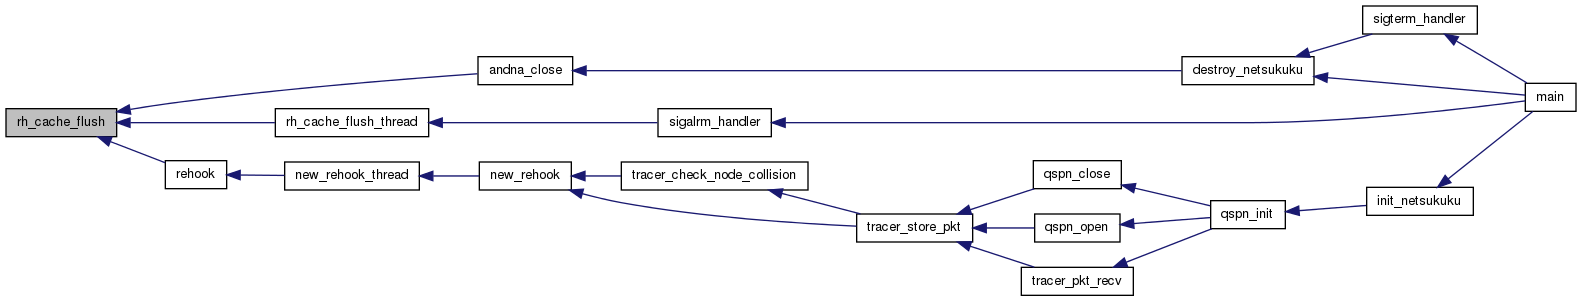 sigterm_handler
andna_close
destroy_netsukuku
main
rh_cache_flush
rh_cache_flush_thread
sigalrm_handler
rehook
new_rehook_thread
new_rehook
tracer_check_node_collision
qspn_close
init_netsukuku
qspn_init
tracer_store_pkt
qspn_open
tracer_pkt_recv